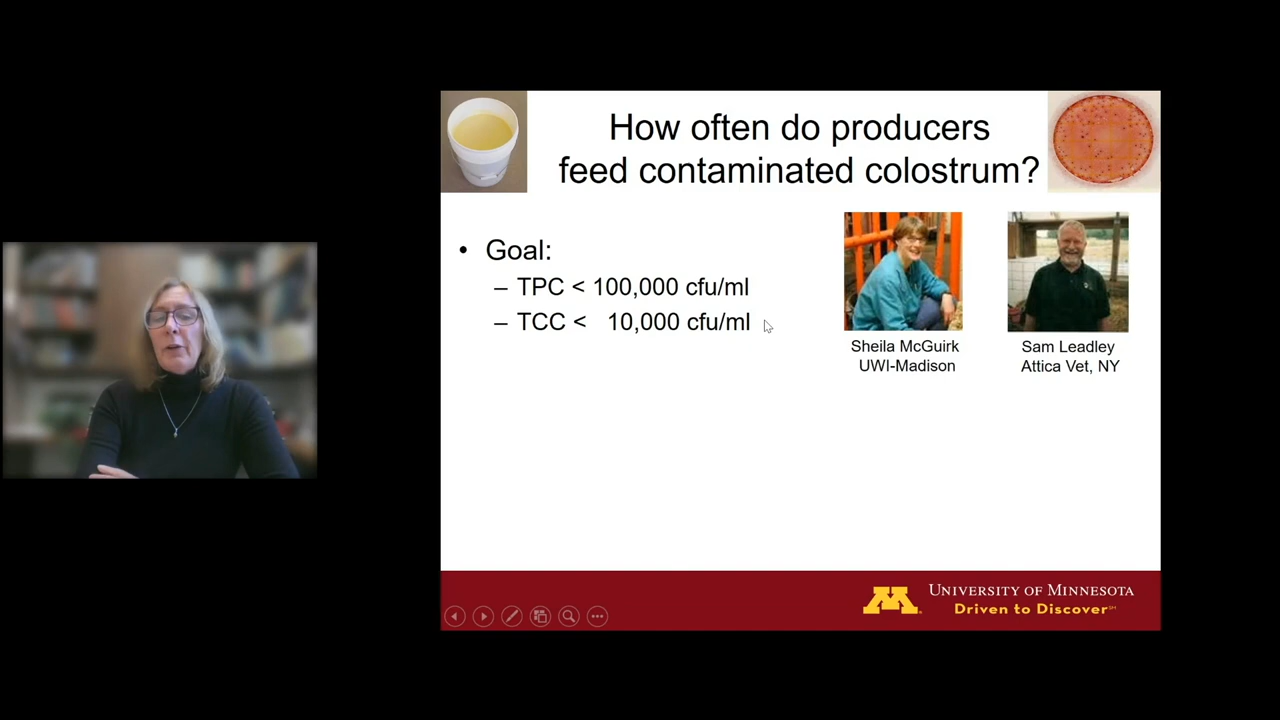 How often do producers
feed contaminated colostrum?
• Goal:
– TPC < 100,000 cfu/ml
– TCC < 10,000 cfu/ml
Sheila McGuirk
UWI-Madison
Sam Leadley
Attica Vet, NY
M
UNIVERSITY OF MINNESOTA
Driven to Discover℠